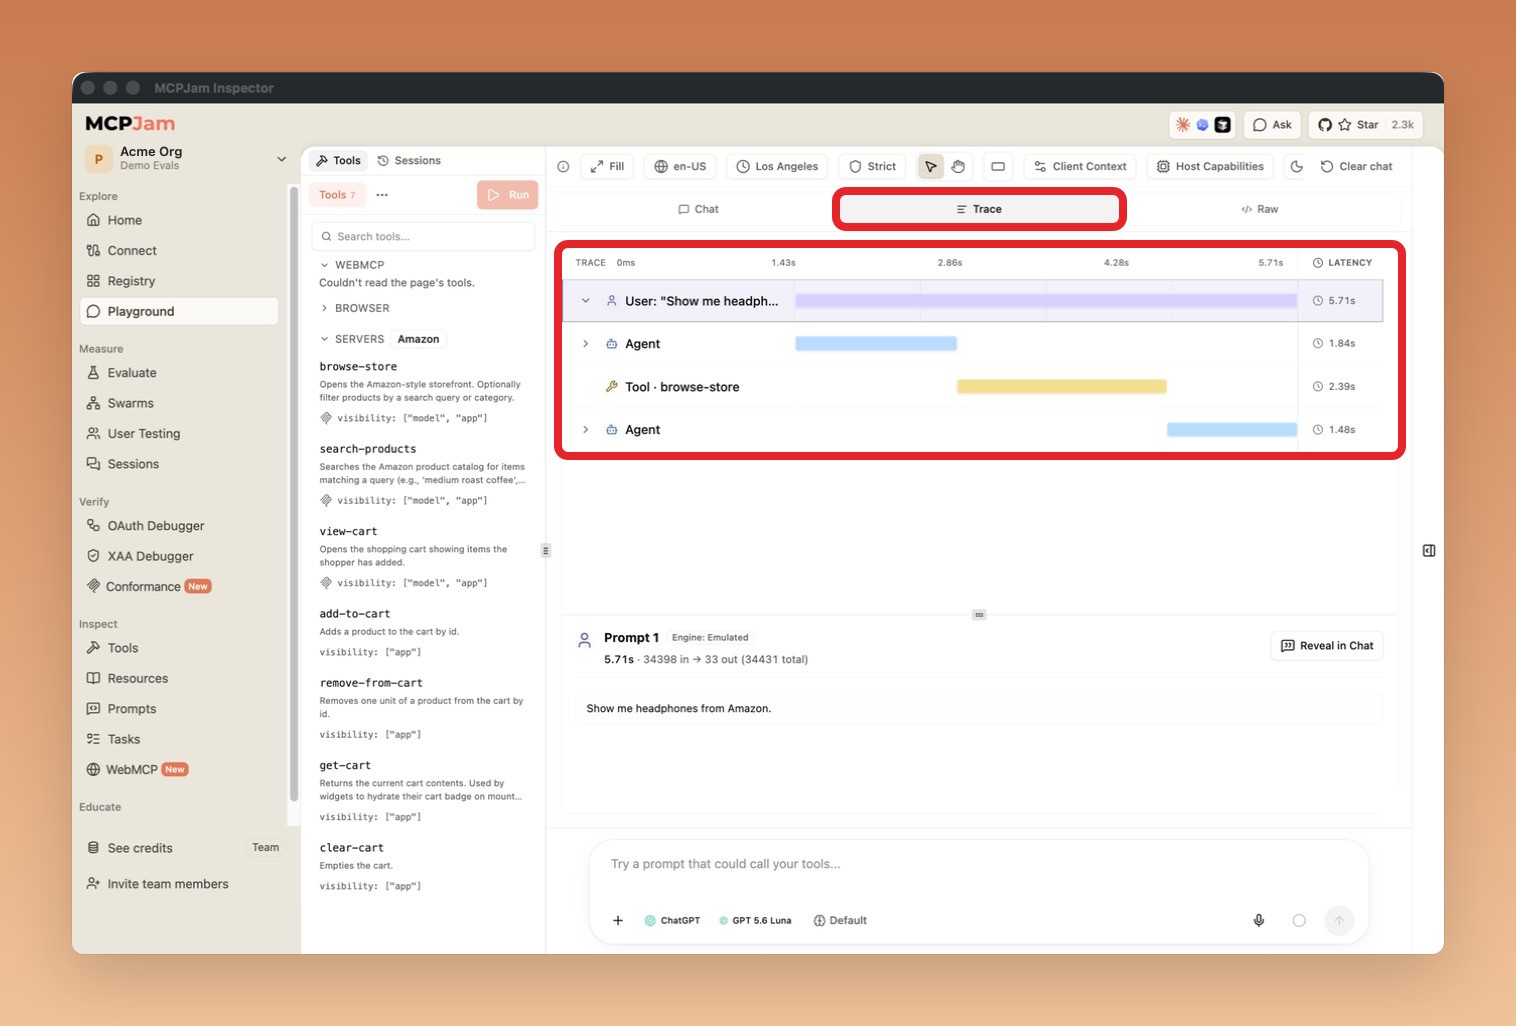 MCPJam Inspector
MCPJam
Ask
Star 2.3k
P
Acme Org
Demo Evals
Explore
Home
Connect
Registry
Playground
Measure
Evaluate
Swarms
User Testing
Sessions
Verify
OAuth Debugger
XAA Debugger
Conformance New
Inspect
Tools
Resources
Prompts
Tasks
WebMCP New
Educate
See credits Team
Invite team members
Tools Sessions
Tools 7 Run
Search tools...
WEBMCP
Couldn't read the page's tools.
BROWSER
SERVERS Amazon
browse-store
Opens the Amazon-style storefront. Optionally
filter products by a search query or category.
visibility: ["model", "app"]
search-products
Searches the Amazon product catalog for items
matching a query (e.g., 'medium roast coffee',...
visibility: ["model", "app"]
view-cart
Opens the shopping cart showing items the
shopper has added.
visibility: ["model", "app"]
add-to-cart
Adds a product to the cart by id.
visibility: ["app"]
remove-from-cart
Removes one unit of a product from the cart by
id.
visibility: ["app"]
get-cart
Returns the current cart contents. Used by
widgets to hydrate their cart badge on mount...
visibility: ["app"]
clear-cart
Empties the cart.
visibility: ["app"]
Fill en-US Los Angeles Strict Client Context Host Capabilities Clear chat
Chat Trace Raw
TRACE 0ms 1.43s 2.86s 4.28s 5.71s LATENCY
User: "Show me headph... 5.71s
Agent 1.84s
Tool · browse-store 2.39s
Agent 1.48s
Prompt 1 Engine: Emulated
5.71s · 34398 in → 33 out (34431 total)
Reveal in Chat
Show me headphones from Amazon.
Try a prompt that could call your tools...
ChatGPT GPT 5.6 Luna Default